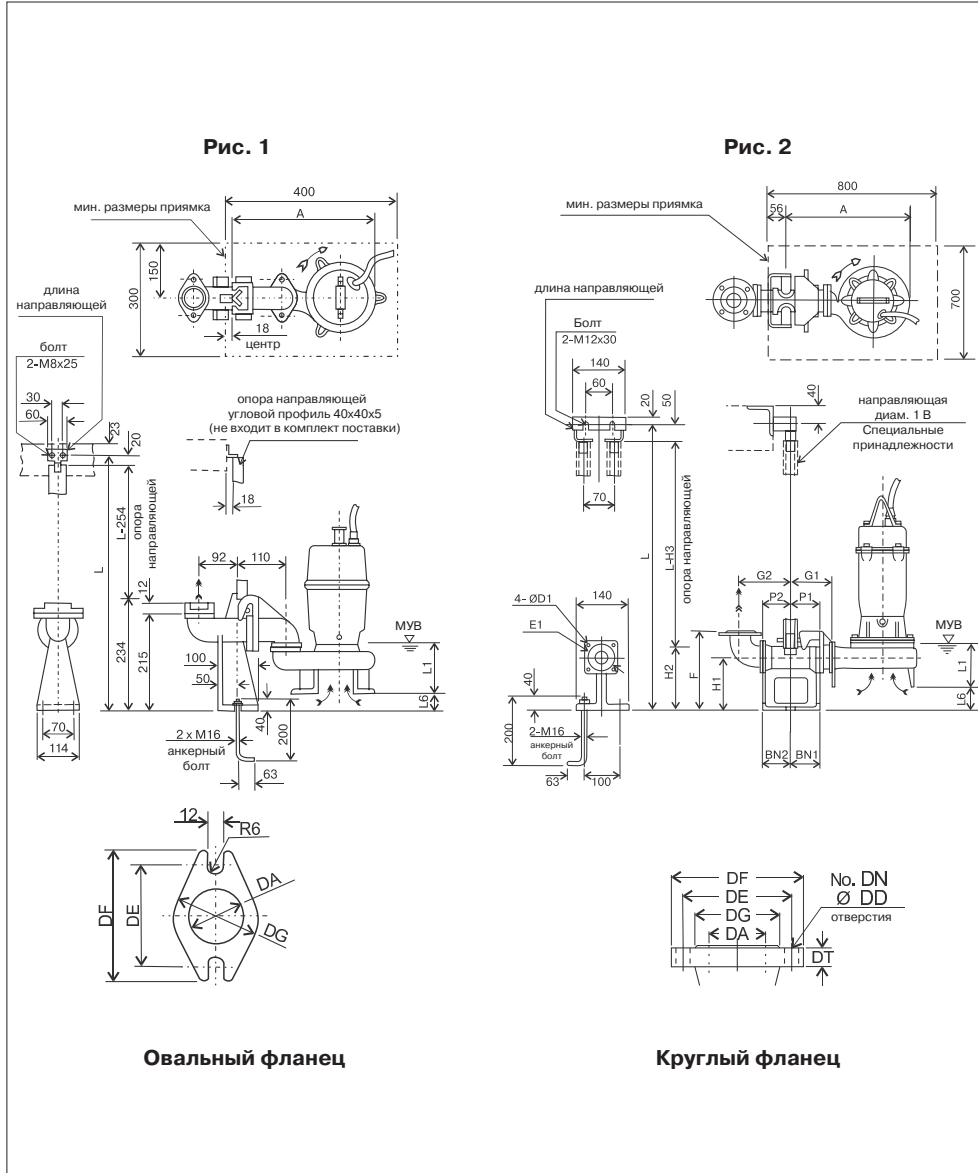 Рис. 1
400
мин. размеры приямка
A
300
150
18
центр
длина
направляющей
болт
2-M8x25
30
60
23
20
опора направляющей
угловой профиль 40x40x5
(не входит в комплект поставки)
18
L
L-254
опора
направляющей
12
92
110
234
215
100
50
МУВ
L1
L6
40
200
70
114
2 x M16
анкерный
болт
63
12
R6
DF
DE
DA
DG
Овальный фланец
Рис. 2
800
мин. размеры приямка
56
A
700
длина направляющей
Болт
2-M12x30
140
60
20
50
70
40
направляющая
диам. 1 В
Специальные
принадлежности
L
L-H3
опора направляющей
G2
G1
P2
P1
4- ØD1
140
E1
МУВ
H2
F
H1
L1
L6
40
200
2-M16
анкерный
болт
63
100
BN2
BN1
DF
DE
DG
DA
No. DN
Ø DD
отверстия
DT
Круглый фланец